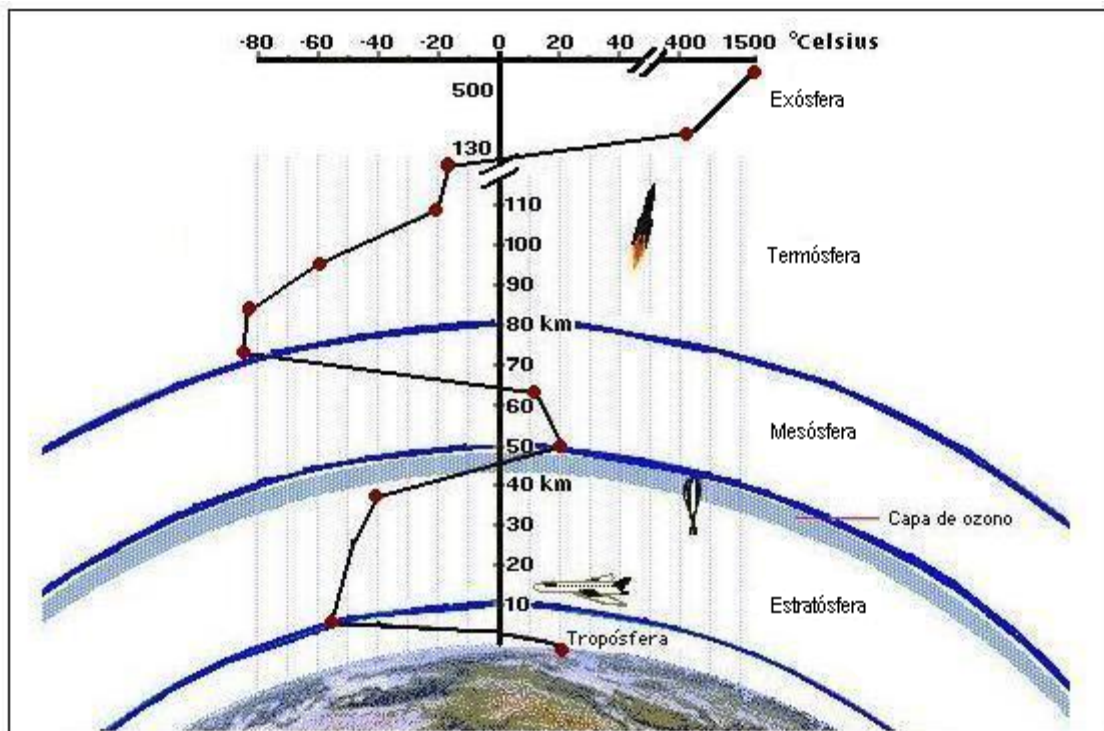 -80 -60 -40 -20 0 20 40 400 1500 °Celsius
500
Exósfera
130
110
100
Termósfera
90
80 km
70
60
Mesósfera
50
40 km
Capa de ozono
30
20
10
Estratósfera
Tropósfera